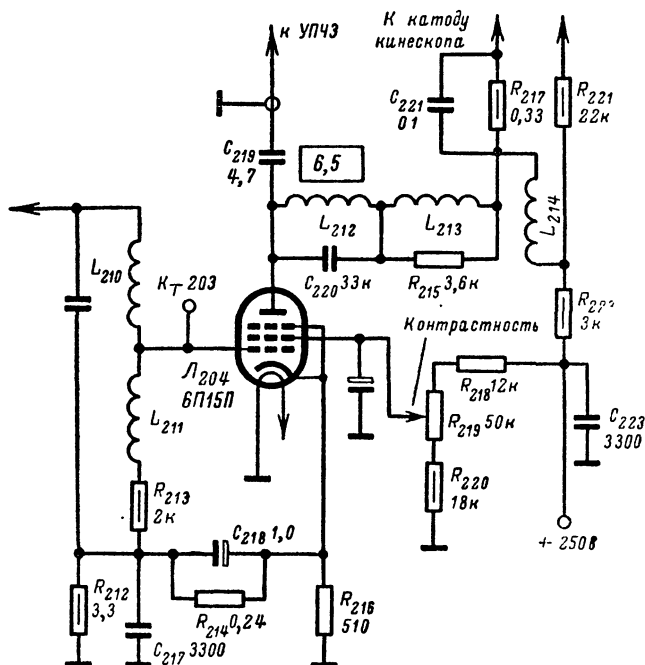 к УПЧЗ
К катоду
кинескопа
C221
01
R217
0,33
R221
22к
C219
4,7
6,5
L212
L213
L214
L210
КТ 203
C220 33к
R215 3,6к
3к
Контрастность
Л204
6П15П
R218 12к
L211
R219 50к
C223
3300
R213
2к
R220
18к
C218 1,0
+ 250в
R212
3,3
R214 0,24
R216
510
C217 3300